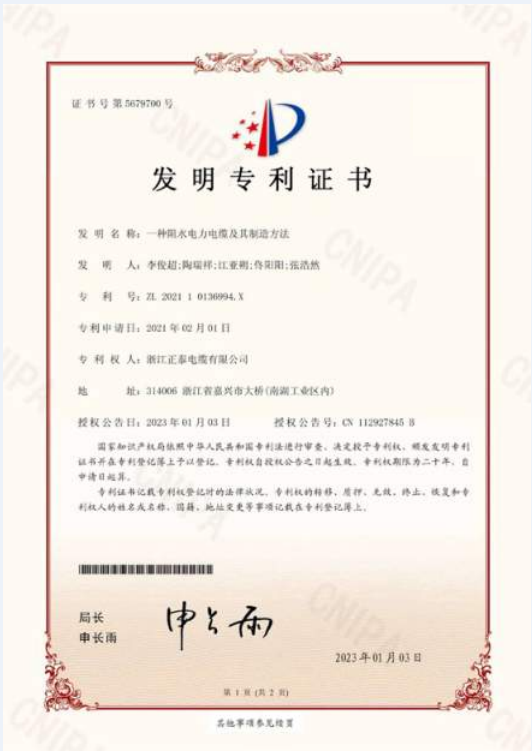 证书号第5679700号
发明专利证书
发明名称：一种阻水电力电缆及其制造方法
发明人：李俊超;陶瑞祥;江亚朔;佟阳阳;张浩然
专利号：ZL 2021 1 0136994.X
专利申请日：2021年02月01日
专利权人：浙江正泰电缆有限公司
地址：314006 浙江省嘉兴市大桥(南湖工业区内)
授权公告日：2023年01月03日 授权公告号：CN 112927845 B
国家知识产权局依照中华人民共和国专利法进行审查，决定授予专利权，颁发发明专利
证书并在专利登记簿上予以登记。专利权自授权公告之日起生效。专利权期限为二十年，自
申请日起算。
专利证书记载专利权登记时的法律状况。专利权的转移、质押、无效、终止、恢复和专
利权人的姓名或名称、国籍、地址变更等事项记载在专利登记簿上。
局长
申长雨
申长雨
2023年01月03日
第 1 页 (共 2 页)
其他事项参见续页
CNIPA
CNIPA
CNIPA
CNIPA